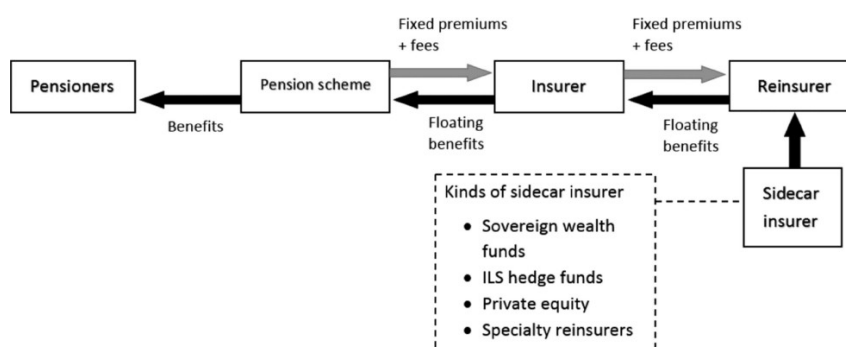 Fixed premiums
+ fees
Fixed premiums
+ fees
Pensioners
Pension scheme
Insurer
Reinsurer
Benefits
Floating
benefits
Floating
benefits
Kinds of sidecar insurer
• Sovereign wealth
funds
• ILS hedge funds
• Private equity
• Specialty reinsurers
Sidecar
insurer